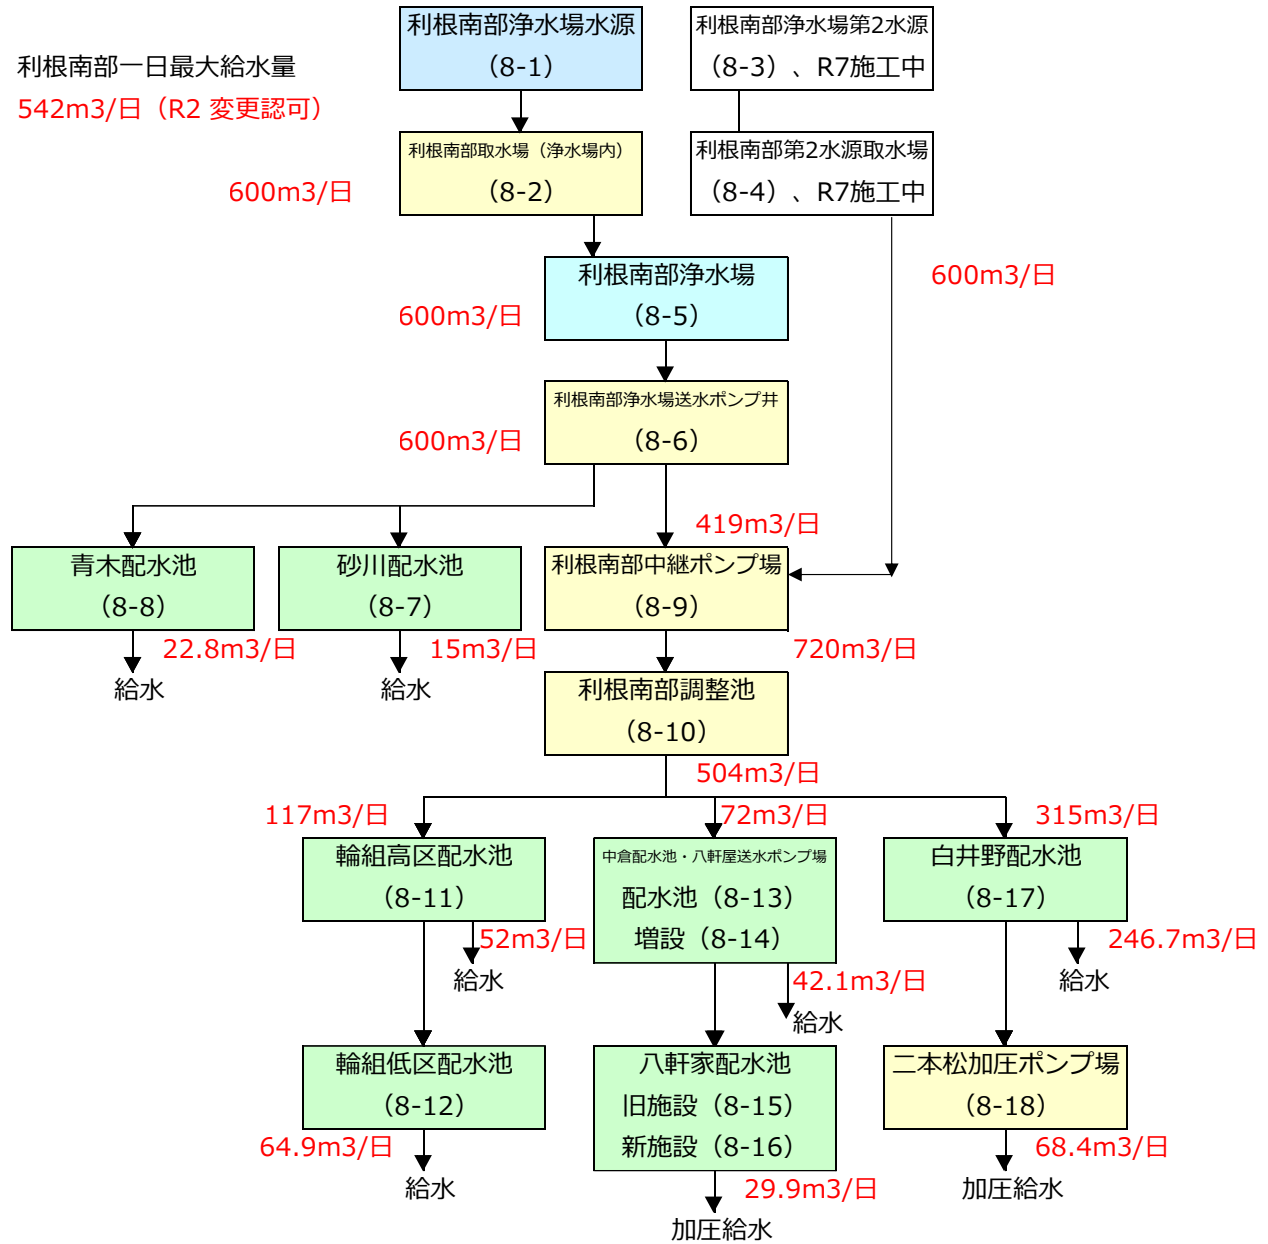 利根南部浄水場水源
（8-1）
利根南部浄水場第2水源
（8-3）、R7施工中
利根南部一日最大給水量
542m3/日（R2 変更認可）
利根南部取水場（浄水場内）
（8-2）
600m3/日
利根南部第2水源取水場
（8-4）、R7施工中
600m3/日
利根南部浄水場
（8-5）
600m3/日
利根南部浄水場送水ポンプ井
（8-6）
600m3/日
419m3/日
青木配水池
（8-8）
22.8m3/日
給水
砂川配水池
（8-7）
15m3/日
給水
利根南部中継ポンプ場
（8-9）
720m3/日
利根南部調整池
（8-10）
504m3/日
117m3/日
72m3/日
315m3/日
輪組高区配水池
（8-11）
52m3/日
給水
中倉配水池・八軒屋送水ポンプ場
配水池（8-13）
増設（8-14）
42.1m3/日
給水
白井野配水池
（8-17）
246.7m3/日
給水
輪組低区配水池
（8-12）
64.9m3/日
給水
八軒家配水池
旧施設（8-15）
新施設（8-16）
29.9m3/日
加圧給水
二本松加圧ポンプ場
（8-18）
68.4m3/日
加圧給水